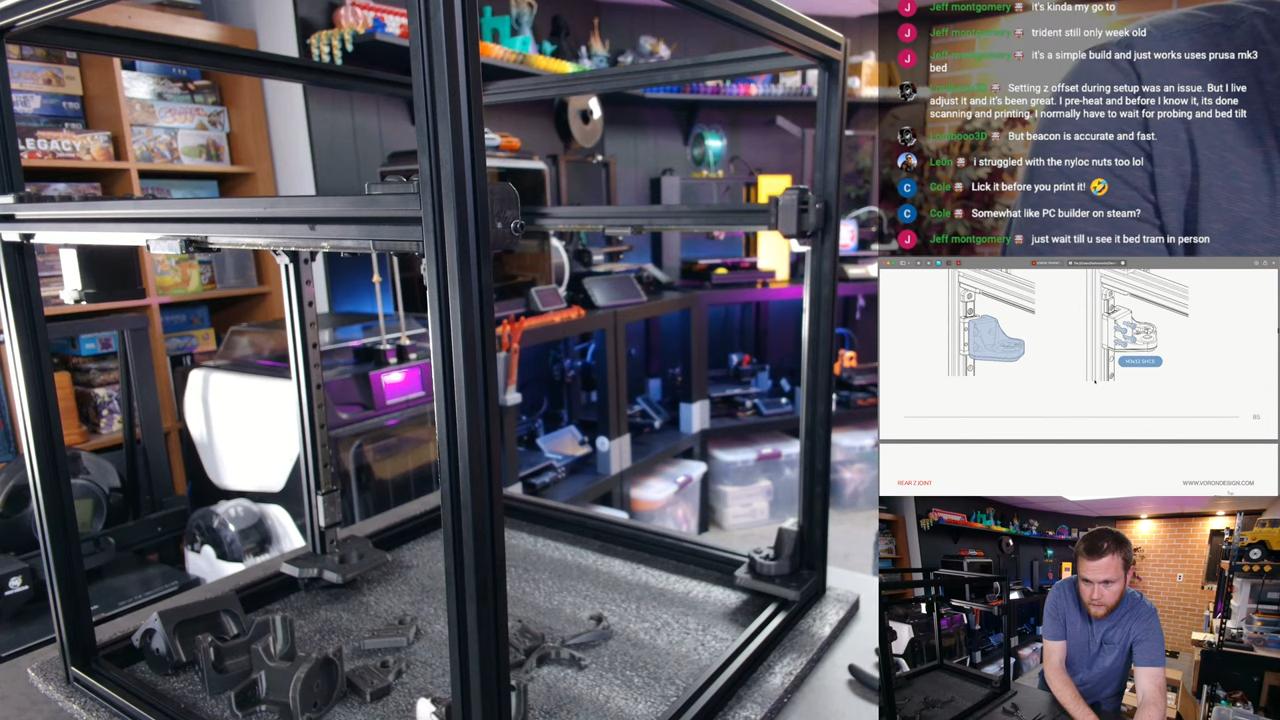 LEGACY
Jeff montgomery it's kinda my go to
Jeff montgomery trident still only week old
Jeff montgomery it's a simple build and just works uses prusa mk3
bed
Setting z offset during setup was an issue. But I live
adjust it and it's been great. I pre-heat and before I know it, its done
scanning and printing. I normally have to wait for probing and bed tilt
But beacon is accurate and fast.
Le0n i struggled with the nyloc nuts too lol
Cole Lick it before you print it! 🤣
Cole Somewhat like PC builder on steam?
Jeff montgomery just wait till u see it bed tram in person
M3x12 SHCS
85
REAR Z JOINT
WWW.VORONDESIGN.COM